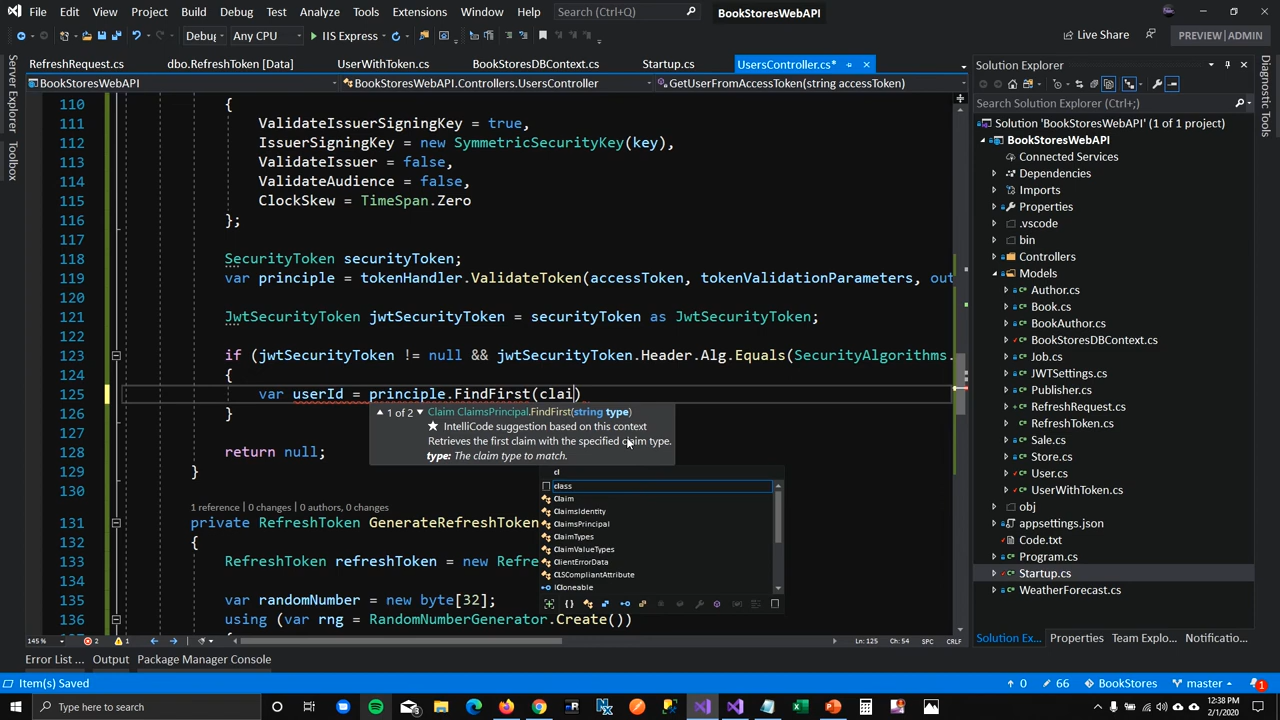 File Edit View Project Build Debug Test Analyze Tools Extensions Window Help Search (Ctrl+Q) BookStoresWebAPI
Debug Any CPU IIS Express Live Share PREVIEW | ADMIN
RefreshRequest.cs dbo.RefreshToken [Data] UserWithToken.cs BookStoresDBContext.cs Startup.cs UsersController.cs*
BookStoresWebAPI BookStoresWebAPI.Controllers.UsersController GetUserFromAccessToken(string accessToken)
Server Explorer
Toolbox
110 {
111 ValidateIssuerSigningKey = true,
112 IssuerSigningKey = new SymmetricSecurityKey(key),
113 ValidateIssuer = false,
114 ValidateAudience = false,
115 ClockSkew = TimeSpan.Zero
116 };
117
118 SecurityToken securityToken;
119 var principle = tokenHandler.ValidateToken(accessToken, tokenValidationParameters, out
120
121 JwtSecurityToken jwtSecurityToken = securityToken as JwtSecurityToken;
122
123 if (jwtSecurityToken != null && jwtSecurityToken.Header.Alg.Equals(SecurityAlgorithms.
124 {
125 var userId = principle.FindFirst(clai)
126 }
127
128 return null;
129 }
130
1 reference | 0 changes | 0 authors, 0 changes
131 private RefreshToken GenerateRefreshToken
132 {
133 RefreshToken refreshToken = new Refre
134
135 var randomNumber = new byte[32];
136 using (var rng = RandomNumberGenerator.Create())
137
1 of 2 Claim ClaimsPrincipal.FindFirst(string type)
IntelliCode suggestion based on this context
Retrieves the first claim with the specified claim type.
type: The claim type to match.
cl
class
Claim
ClaimsIdentity
ClaimsPrincipal
ClaimTypes
ClaimValueTypes
ClientErrorData
CLSCompliantAttribute
ICloneable
145 % 2 1 Ln: 125 Ch: 54 SPC CRLF
Error List ... Output Package Manager Console
Solution Explorer
Search Solution Explorer (Ctrl+;)
Solution 'BookStoresWebAPI' (1 of 1 project)
BookStoresWebAPI
Connected Services
Dependencies
Imports
Properties
.vscode
bin
Controllers
Models
Author.cs
Book.cs
BookAuthor.cs
BookStoresDBContext.cs
Job.cs
JWTSettings.cs
Publisher.cs
RefreshRequest.cs
RefreshToken.cs
Sale.cs
Store.cs
User.cs
UserWithToken.cs
obj
appsettings.json
Code.txt
Program.cs
Startup.cs
WeatherForecast.cs
Solution Ex... Properties Team Explo... Notificatio...
Diagnostic Tools
Item(s) Saved 0 66 BookStores master 1
Type here to search 12:38 PM
2/1/2020